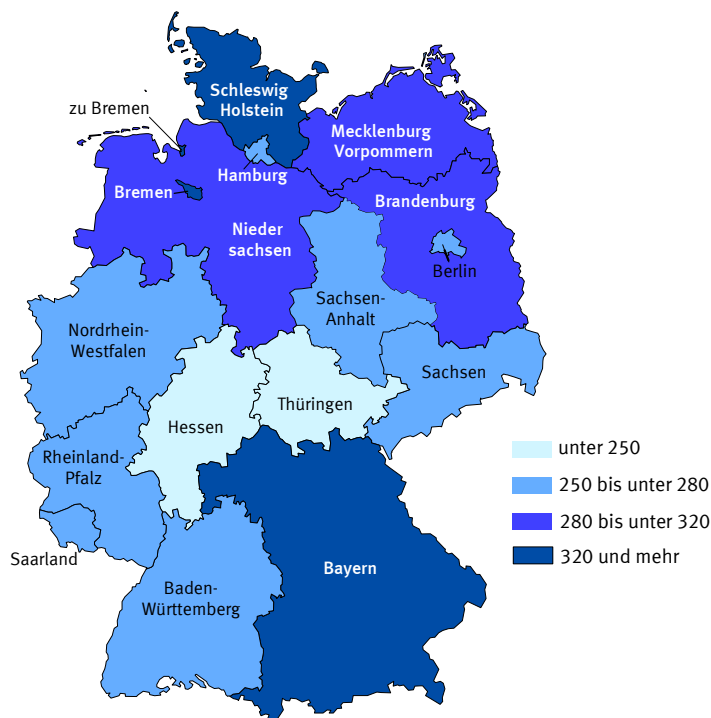 Schleswig
Holstein
zu Bremen
Mecklenburg
Vorpommern
Hamburg
Bremen
Brandenburg
Nieder
sachsen
Berlin
Sachsen-
Anhalt
Nordrhein-
Westfalen
Sachsen
Thüringen
Hessen
Rheinland-
Pfalz
Saarland
Bayern
Baden-
Württemberg
unter 250
250 bis unter 280
280 bis unter 320
320 und mehr